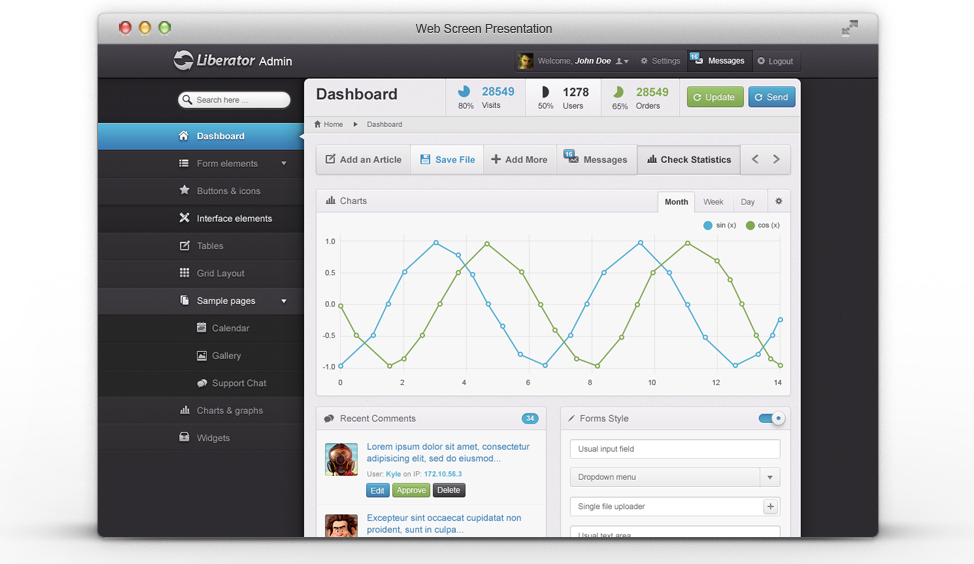 Web Screen Presentation
Liberator Admin
Welcome, John Doe
Settings
15
Messages
Logout
Search here ...
Dashboard
Form elements
Buttons & icons
Interface elements
Tables
Grid Layout
Sample pages
Calendar
Gallery
Support Chat
Charts & graphs
Widgets
Dashboard
80%
28549
Visits
50%
1278
Users
65%
28549
Orders
Update
Send
Home
Dashboard
Add an Article
Save File
Add More
15
Messages
Check Statistics
Charts
Month
Week
Day
sin (x)
cos (x)
1.0
0.5
0.0
-0.5
-1.0
0 2 4 6 8 10 12 14
Recent Comments
34
Lorem ipsum dolor sit amet, consectetur
adipisicing elit, sed do eiusmod...
User: Kyle on IP: 172.10.56.3
Edit
Approve
Delete
Excepteur sint occaecat cupidatat non
proident, sunt in culpa...
Forms Style
Usual input field
Dropdown menu
Single file uploader
Usual text area